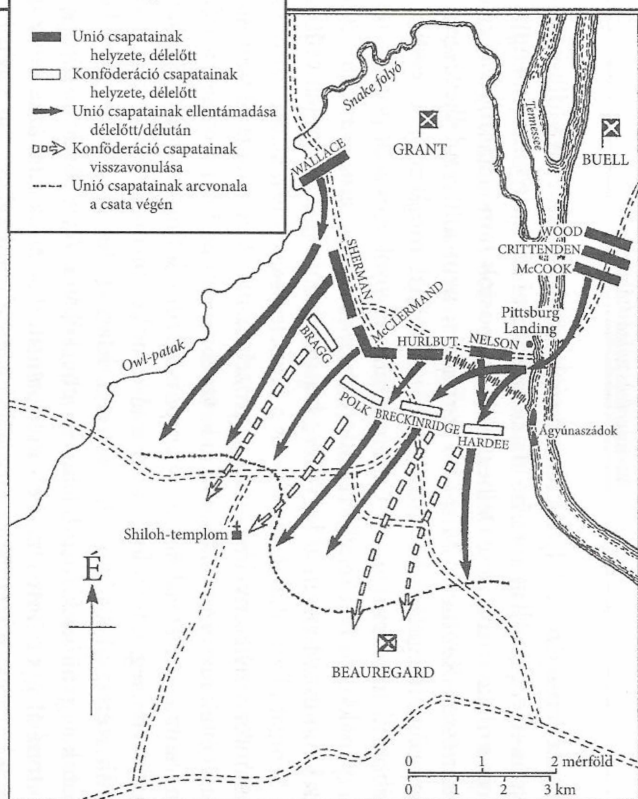 Unió csapatainak
helyzete, délelőtt
Konföderáció csapatainak
helyzete, délelőtt
Unió csapatainak ellentámadása
délelőtt/délután
Konföderáció csapatainak
visszavonulása
Unió csapatainak arcvonala
a csata végén
Snake folyó
GRANT
Tennessee
BUELL
WALLACE
WOOD
CRITTENDEN
McCOOK
SHERMAN
McCLERMAND
Pittsburg
Landing
HURLBUT
NELSON
BRAGG
Owl-patak
POLK
BRECKINRIDGE
HARDEE
Ágyúnaszádok
Shiloh-templom
É
BEAUREGARD
0 1 2 mérföld
0 1 2 3 km